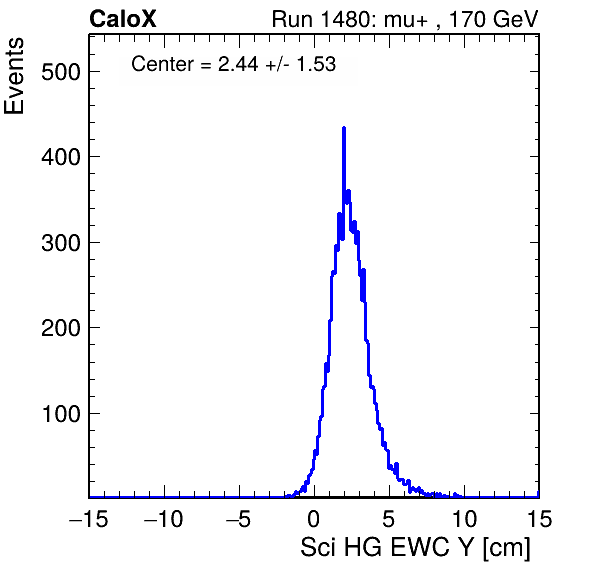 CaloX Run 1480: mu+ , 170 GeV
Events
Center = 2.44 +/- 1.53
500
400
300
200
100
−15 −10 −5 0 5 10 15
Sci HG EWC Y [cm]